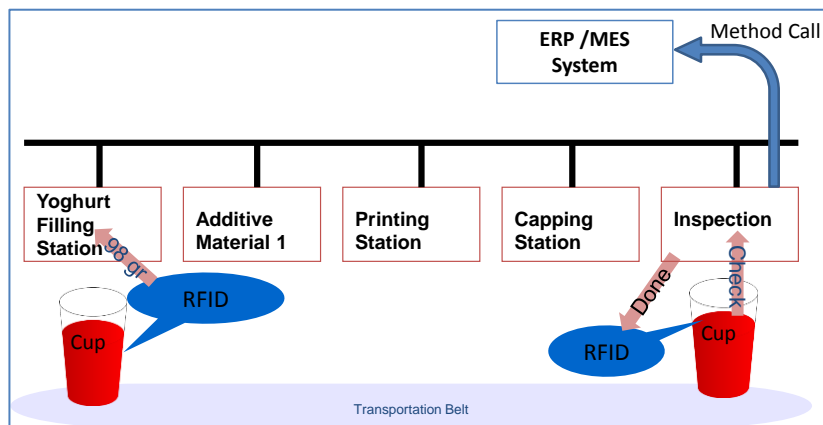 ERP /MES
System
Method Call
Yoghurt
Filling
Station
Additive
Material 1
Printing
Station
Capping
Station
Inspection
98 gr
RFID
Cup
Done
Check
RFID
Cup
Transportation Belt